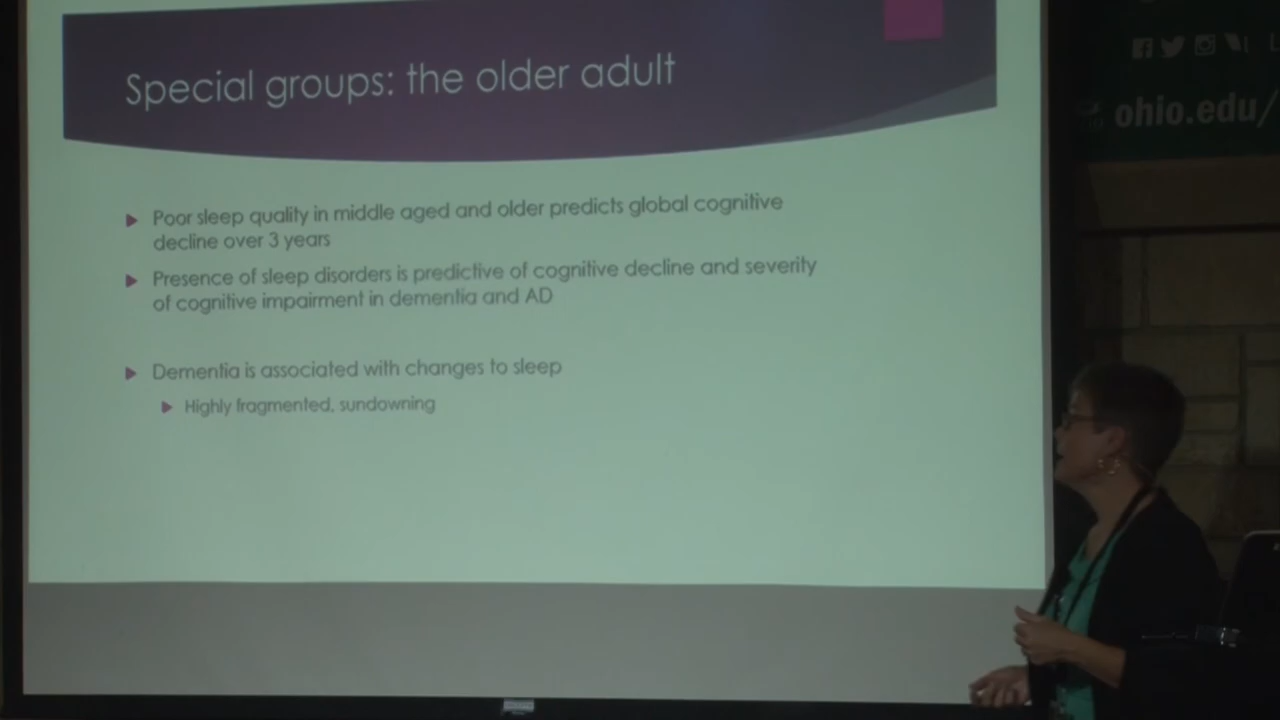 Special groups: the older adult
Poor sleep quality in middle aged and older predicts global cognitive
decline over 3 years
Presence of sleep disorders is predictive of cognitive decline and severity
of cognitive impairment in dementia and AD
Dementia is associated with changes to sleep
Highly fragmented, sundowning
ohio.edu/